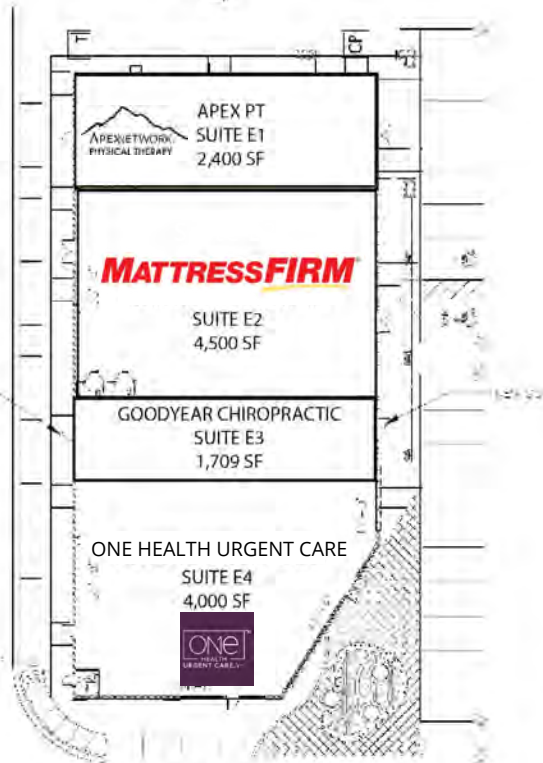 T
CP
APEX PT
SUITE E1
2,400 SF
APEXNETWORK
PHYSICAL THERAPY
MATTRESSFIRM
SUITE E2
4,500 SF
GOODYEAR CHIROPRACTIC
SUITE E3
1,709 SF
ONE HEALTH URGENT CARE
SUITE E4
4,000 SF
one
HEALTH
URGENT CARE